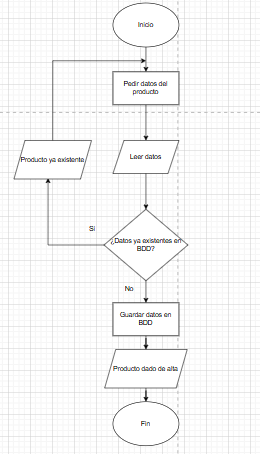 Inicio
Pedir datos del
producto
Producto ya existente
Leer datos
Si
¿Datos ya existentes en
BDD?
No
Guardar datos en
BDD
Producto dado de alta
Fin